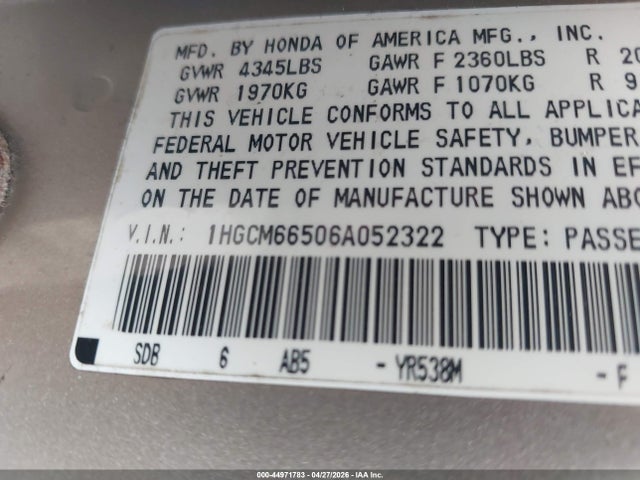 MFD. BY HONDA OF AMERICA MFG., INC.
GVWR 4345LBS GAWR F 2360LBS R 20
GVWR 1970KG GAWR F 1070KG R 9
THIS VEHICLE CONFORMS TO ALL APPLICA
FEDERAL MOTOR VEHICLE SAFETY, BUMPER
AND THEFT PREVENTION STANDARDS IN EF
ON THE DATE OF MANUFACTURE SHOWN ABO
V.I.N.: 1HGCM66506A052322 TYPE: PASSE
SDB 6 AB5 - YR538M - F
000-44971783 | 04/27/2026 | IAA Inc.